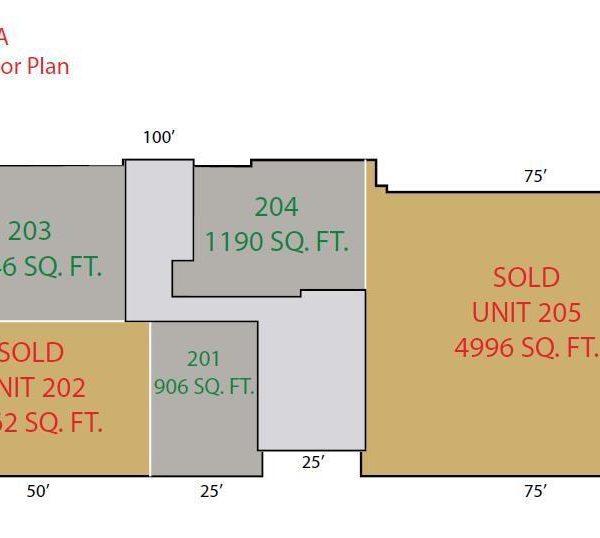 A
or Plan
100’
75’
203
6 SQ. FT.
204
1190 SQ. FT.
SOLD
UNIT 205
4996 SQ. FT.
SOLD
NIT 202
2 SQ. FT.
201
906 SQ. FT.
50’
25’
25’
75’